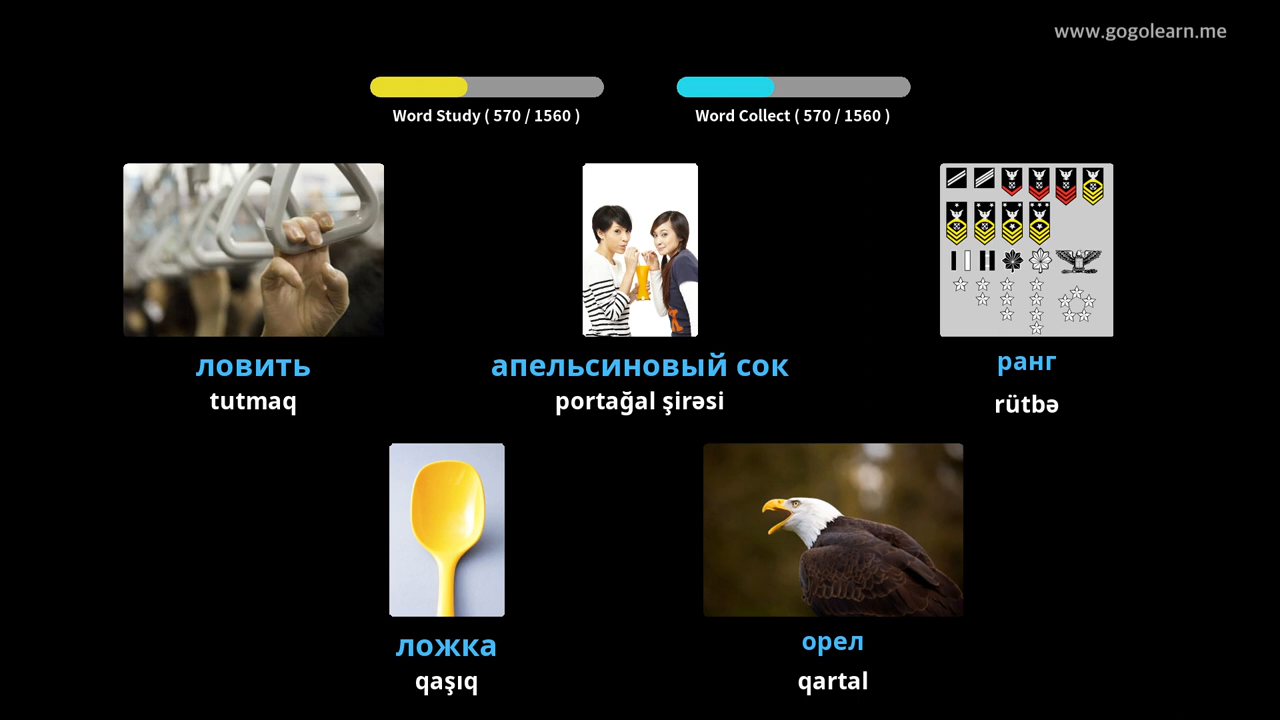 www.gogolearn.me
Word Study ( 570 / 1560 )
Word Collect ( 570 / 1560 )
ловить
tutmaq
апельсиновый сок
portağal şirəsi
ранг
rütbə
ложка
qaşıq
орел
qartal